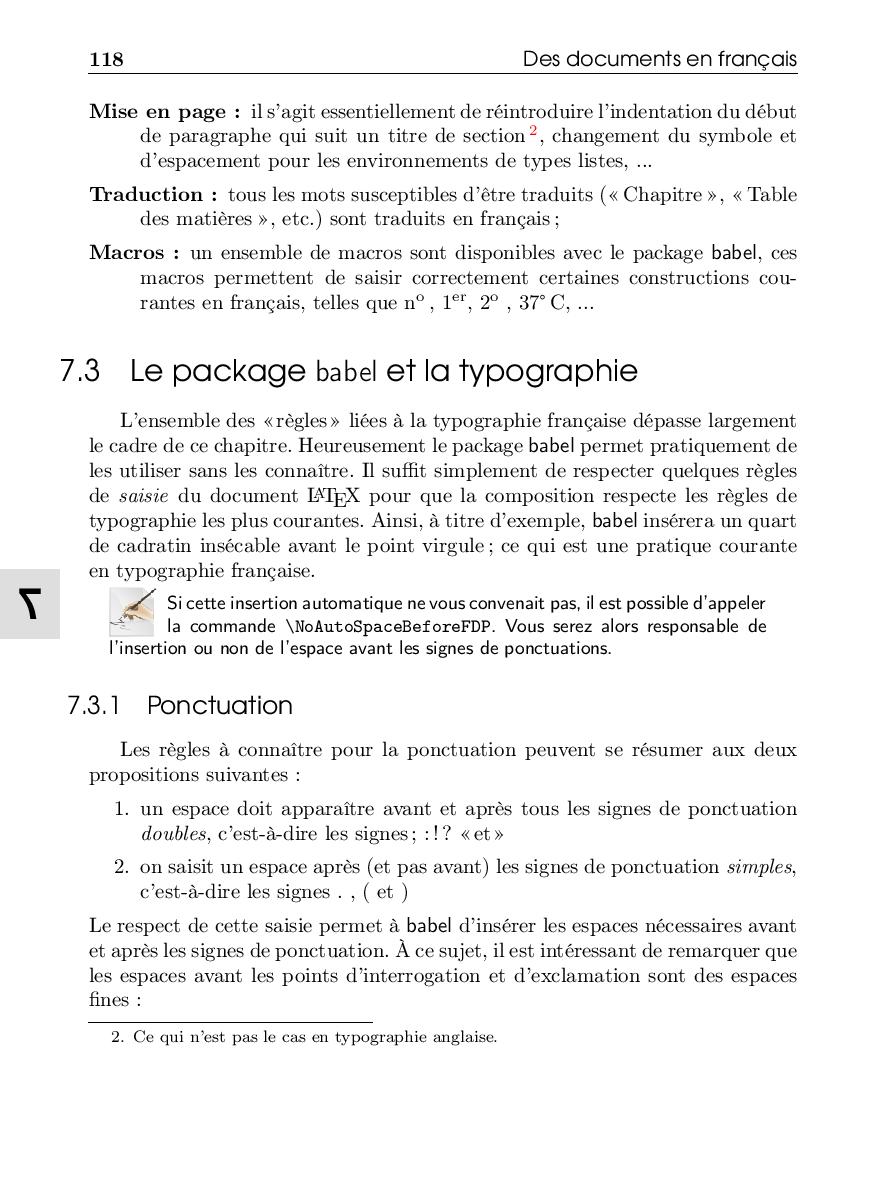 118 Des documents en français
Mise en page : il s'agit essentiellement de réintroduire l'indentation du début
de paragraphe qui suit un titre de section 2, changement du symbole et
d'espacement pour les environnements de types listes, ...
Traduction : tous les mots susceptibles d'être traduits (« Chapitre », « Table
des matières », etc.) sont traduits en français ;
Macros : un ensemble de macros sont disponibles avec le package babel, ces
macros permettent de saisir correctement certaines constructions cou-
rantes en français, telles que nº , 1er, 2º , 37° C, ...
7.3 Le package babel et la typographie
L'ensemble des « règles » liées à la typographie française dépasse largement
le cadre de ce chapitre. Heureusement le package babel permet pratiquement de
les utiliser sans les connaître. Il suffit simplement de respecter quelques règles
de saisie du document LATEX pour que la composition respecte les règles de
typographie les plus courantes. Ainsi, à titre d'exemple, babel insérera un quart
de cadratin insécable avant le point virgule ; ce qui est une pratique courante
en typographie française.
7
Si cette insertion automatique ne vous convenait pas, il est possible d'appeler
la commande \NoAutoSpaceBeforeFDP. Vous serez alors responsable de
l'insertion ou non de l'espace avant les signes de ponctuations.
7.3.1 Ponctuation
Les règles à connaître pour la ponctuation peuvent se résumer aux deux
propositions suivantes :
1. un espace doit apparaître avant et après tous les signes de ponctuation
doubles, c'est-à-dire les signes ; : ! ? « et »
2. on saisit un espace après (et pas avant) les signes de ponctuation simples,
c'est-à-dire les signes . , ( et )
Le respect de cette saisie permet à babel d'insérer les espaces nécessaires avant
et après les signes de ponctuation. À ce sujet, il est intéressant de remarquer que
les espaces avant les points d'interrogation et d'exclamation sont des espaces
fines :
2. Ce qui n'est pas le cas en typographie anglaise.